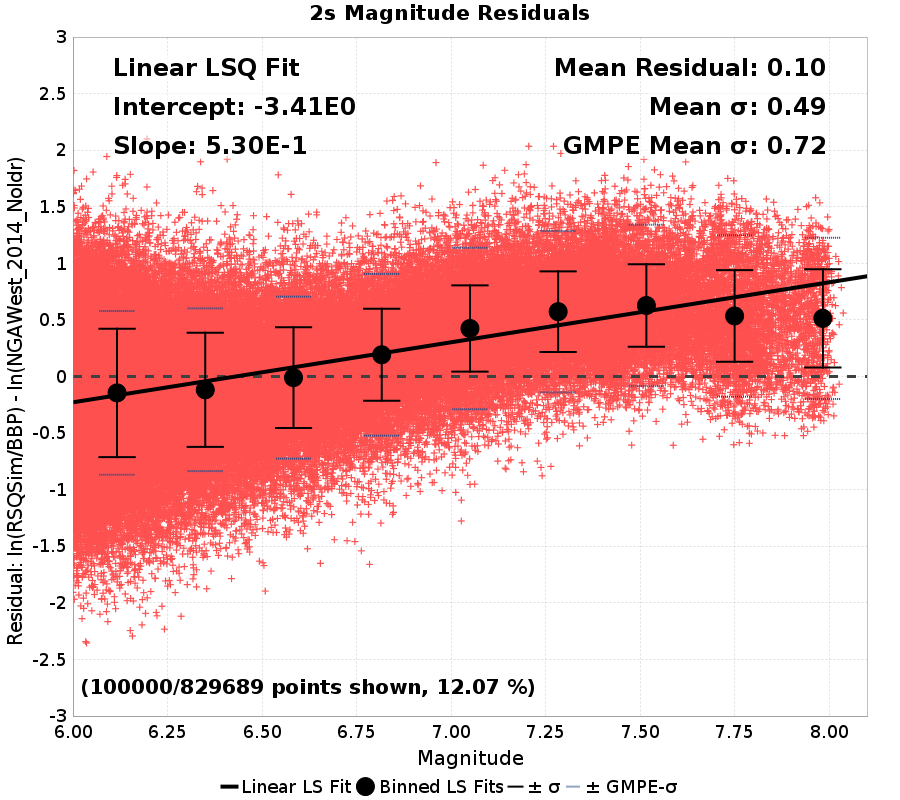 2s Magnitude Residuals
Linear LSQ Fit
Intercept: -3.41E0
Slope: 5.30E-1
Mean Residual: 0.10
Mean σ: 0.49
GMPE Mean σ: 0.72
Residual: ln(RSQSim/BBP) - ln(NGAWest_2014_NoIdr)
3
2.5
2
1.5
1
0.5
0
-0.5
-1
-1.5
-2
-2.5
-3
(100000/829689 points shown, 12.07 %)
6.00 6.25 6.50 6.75 7.00 7.25 7.50 7.75 8.00
Magnitude
Linear LS Fit Binned LS Fits ± σ ± GMPE-σ